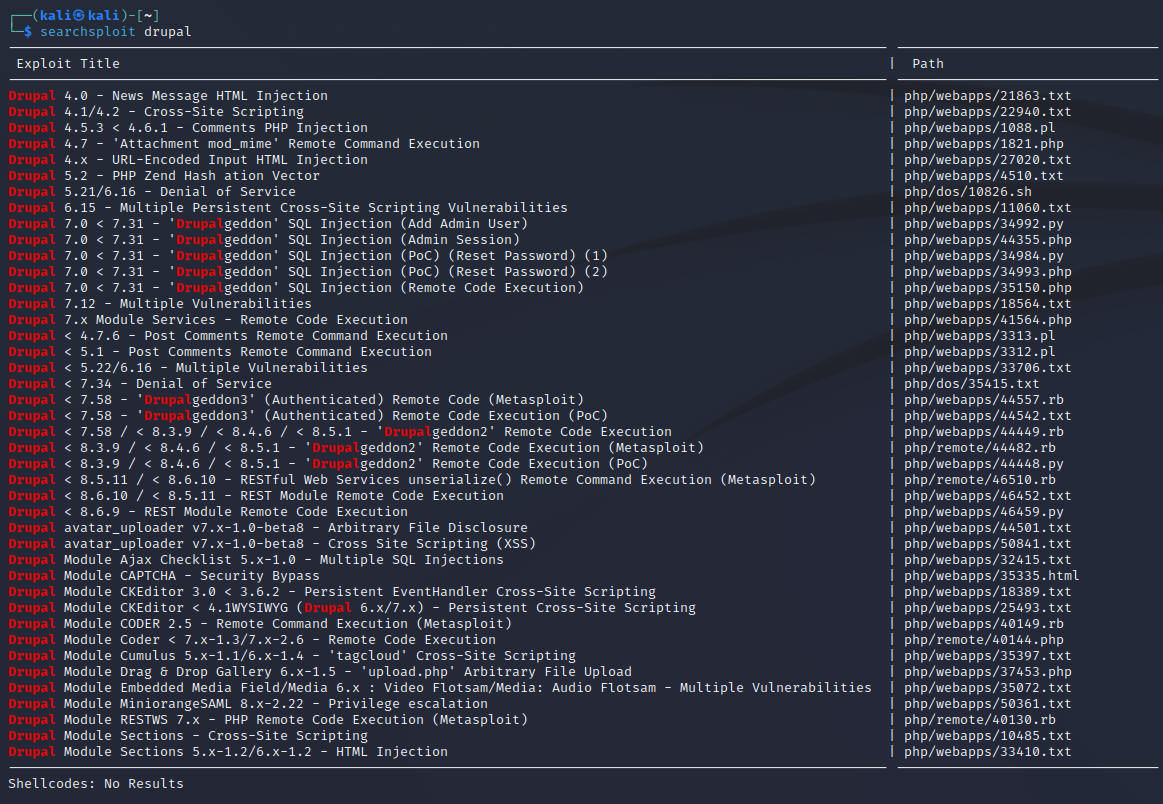 ┌──(kali㉿kali)-[~]
└─$ searchsploit drupal
Exploit Title | Path
Drupal 4.0 - News Message HTML Injection | php/webapps/21863.txt
Drupal 4.1/4.2 - Cross-Site Scripting | php/webapps/22940.txt
Drupal 4.5.3 < 4.6.1 - Comments PHP Injection | php/webapps/1088.pl
Drupal 4.7 - 'Attachment mod_mime' Remote Command Execution | php/webapps/1821.php
Drupal 4.x - URL-Encoded Input HTML Injection | php/webapps/27020.txt
Drupal 5.2 - PHP Zend Hash ation Vector | php/webapps/4510.txt
Drupal 5.21/6.16 - Denial of Service | php/dos/10826.sh
Drupal 6.15 - Multiple Persistent Cross-Site Scripting Vulnerabilities | php/webapps/11060.txt
Drupal 7.0 < 7.31 - 'Drupalgeddon' SQL Injection (Add Admin User) | php/webapps/34992.py
Drupal 7.0 < 7.31 - 'Drupalgeddon' SQL Injection (Admin Session) | php/webapps/44355.php
Drupal 7.0 < 7.31 - 'Drupalgeddon' SQL Injection (PoC) (Reset Password) (1) | php/webapps/34984.py
Drupal 7.0 < 7.31 - 'Drupalgeddon' SQL Injection (PoC) (Reset Password) (2) | php/webapps/34993.php
Drupal 7.0 < 7.31 - 'Drupalgeddon' SQL Injection (Remote Code Execution) | php/webapps/35150.php
Drupal 7.12 - Multiple Vulnerabilities | php/webapps/18564.txt
Drupal 7.x Module Services - Remote Code Execution | php/webapps/41564.php
Drupal < 4.7.6 - Post Comments Remote Command Execution | php/webapps/3313.pl
Drupal < 5.1 - Post Comments Remote Command Execution | php/webapps/3312.pl
Drupal < 5.22/6.16 - Multiple Vulnerabilities | php/webapps/33706.txt
Drupal < 7.34 - Denial of Service | php/dos/35415.txt
Drupal < 7.58 - 'Drupalgeddon3' (Authenticated) Remote Code (Metasploit) | php/webapps/44557.rb
Drupal < 7.58 - 'Drupalgeddon3' (Authenticated) Remote Code Execution (PoC) | php/webapps/44542.txt
Drupal < 7.58 / < 8.3.9 / < 8.4.6 / < 8.5.1 - 'Drupalgeddon2' Remote Code Execution | php/webapps/44449.rb
Drupal < 8.3.9 / < 8.4.6 / < 8.5.1 - 'Drupalgeddon2' Remote Code Execution (Metasploit) | php/remote/44482.rb
Drupal < 8.3.9 / < 8.4.6 / < 8.5.1 - 'Drupalgeddon2' Remote Code Execution (PoC) | php/webapps/44448.py
Drupal < 8.5.11 / < 8.6.10 - RESTful Web Services unserialize() Remote Command Execution (Metasploit) | php/remote/46510.rb
Drupal < 8.6.10 / < 8.5.11 - REST Module Remote Code Execution | php/webapps/46452.txt
Drupal < 8.6.9 - REST Module Remote Code Execution | php/webapps/46459.py
Drupal avatar_uploader v7.x-1.0-beta8 - Arbitrary File Disclosure | php/webapps/44501.txt
Drupal avatar_uploader v7.x-1.0-beta8 - Cross Site Scripting (XSS) | php/webapps/50841.txt
Drupal Module Ajax Checklist 5.x-1.0 - Multiple SQL Injections | php/webapps/32415.txt
Drupal Module CAPTCHA - Security Bypass | php/webapps/35335.html
Drupal Module CKEditor 3.0 < 3.6.2 - Persistent EventHandler Cross-Site Scripting | php/webapps/18389.txt
Drupal Module CKEditor < 4.1WYSIWYG (Drupal 6.x/7.x) - Persistent Cross-Site Scripting | php/webapps/25493.txt
Drupal Module CODER 2.5 - Remote Command Execution (Metasploit) | php/webapps/40149.rb
Drupal Module Coder < 7.x-1.3/7.x-2.6 - Remote Code Execution | php/remote/40144.php
Drupal Module Cumulus 5.x-1.1/6.x-1.4 - 'tagcloud' Cross-Site Scripting | php/webapps/35397.txt
Drupal Module Drag & Drop Gallery 6.x-1.5 - 'upload.php' Arbitrary File Upload | php/webapps/37453.php
Drupal Module Embedded Media Field/Media 6.x : Video Flotsam/Media: Audio Flotsam - Multiple Vulnerabilities | php/webapps/35072.txt
Drupal Module MiniorangeSAML 8.x-2.22 - Privilege escalation | php/webapps/50361.txt
Drupal Module RESTWS 7.x - PHP Remote Code Execution (Metasploit) | php/remote/40130.rb
Drupal Module Sections - Cross-Site Scripting | php/webapps/10485.txt
Drupal Module Sections 5.x-1.2/6.x-1.2 - HTML Injection | php/webapps/33410.txt
Shellcodes: No Results